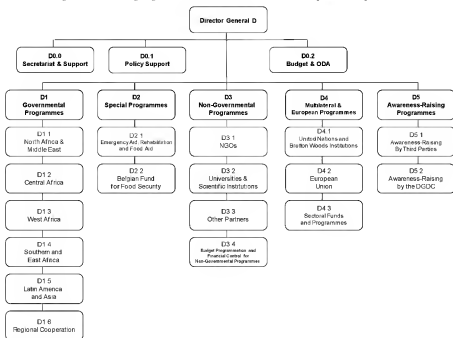 Director General D
D0.0
Secretariat & Support
D0.1
Policy Support
D0.2
Budget & ODA
D1
Governmental
Programmes
D1 1
North Africa &
Middle East
D1 2
Central Africa
D1 3
West Africa
D1 4
Southern and
East Africa
D1 5
Latin America
and Asia
D1 6
Regional Cooperation
D2
Special Programmes
D2 1
Emergency Aid, Rehabilitation
and Food Aid
D2 2
Belgian Fund
for Food Security
D3
Non-Governmental
Programmes
D3 1
NGOs
D3 2
Universities &
Scientific Institutions
D3 3
Other Partners
D3 4
Budget Programmation and
Financial Control for
Non-Governmental Programmes
D4
Multilateral &
European Programmes
D4.1
United Nations and
Bretton Woods Institutions
D4 2
European
Union
D4 3
Sectoral Funds
and Programmes
D5
Awareness-Raising
Programmes
D5 1
Awareness-Raising
By Third Parties
D5 2
Awareness-Raising
by the DGDC